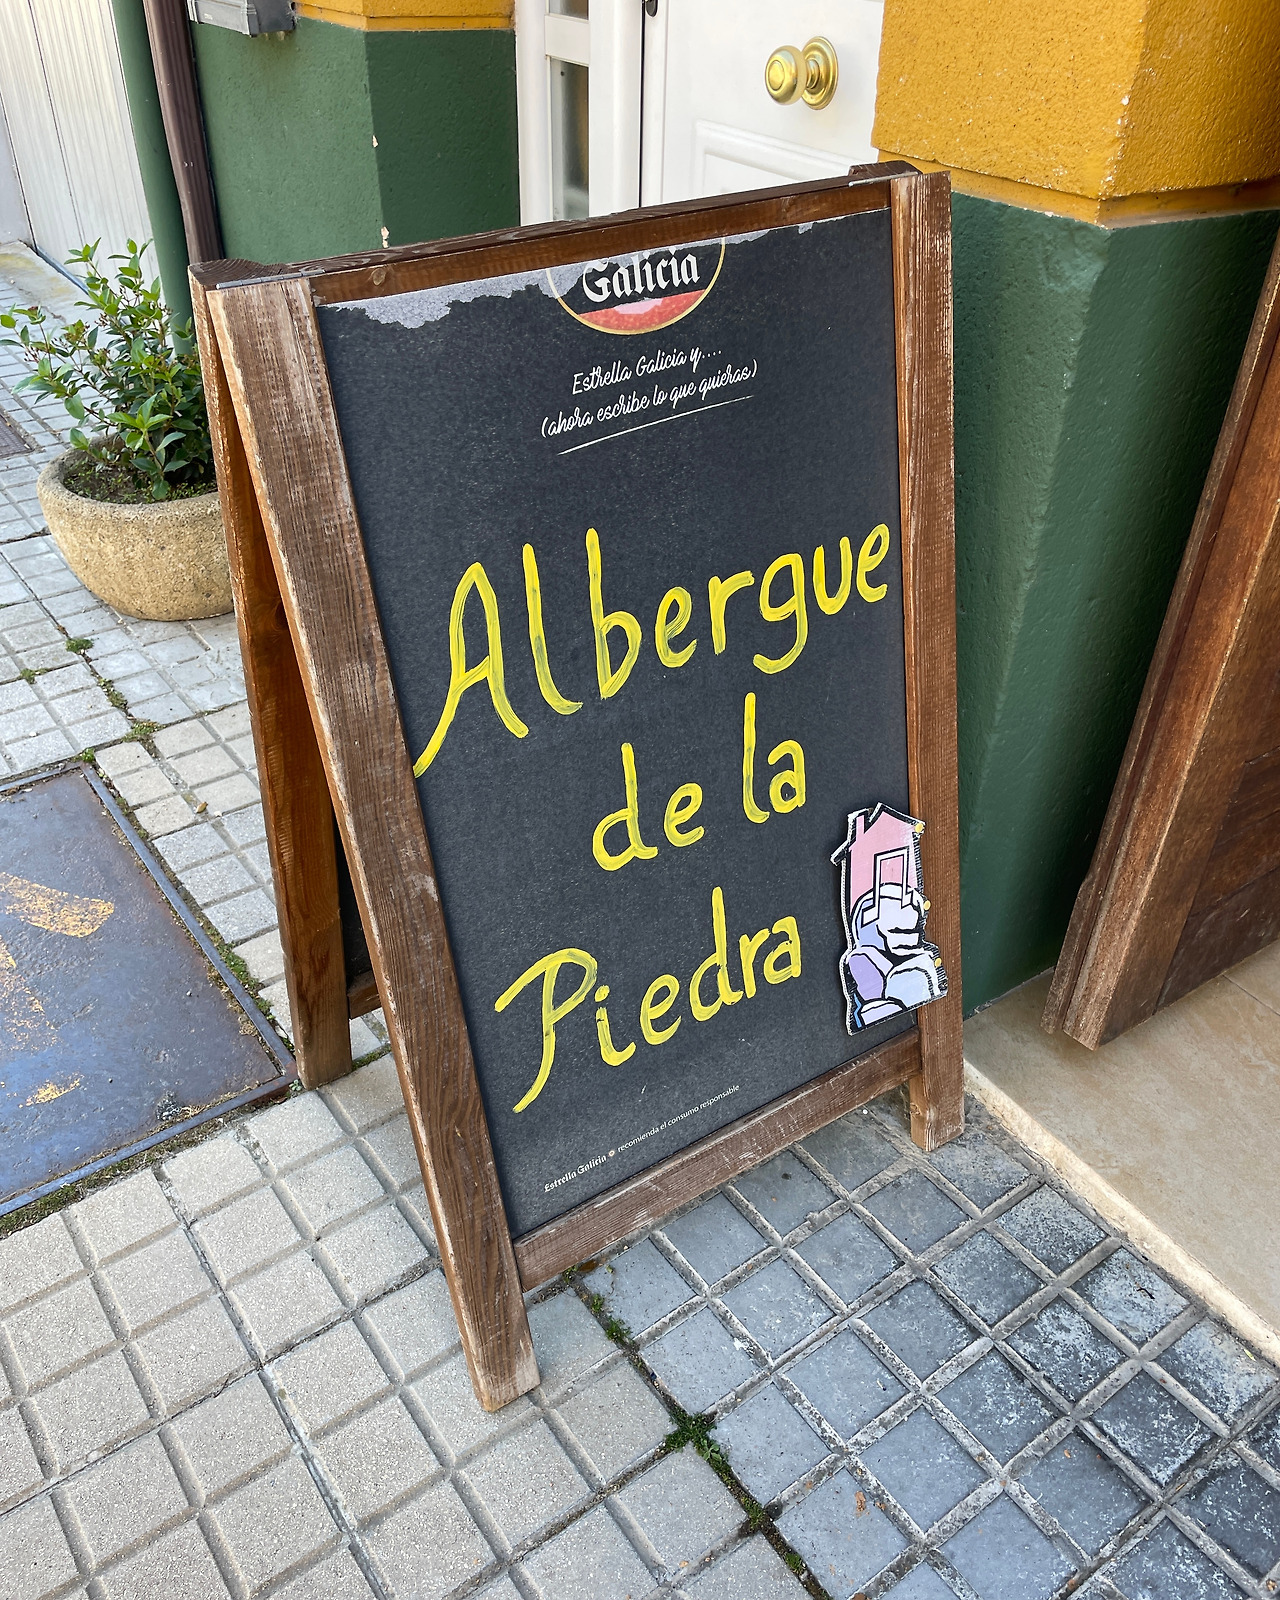 Galicia
Estrella Galicia y....
(ahora escribe lo que quieras)
Albergue
de la
Piedra
Estrella Galicia recomienda el consumo responsable